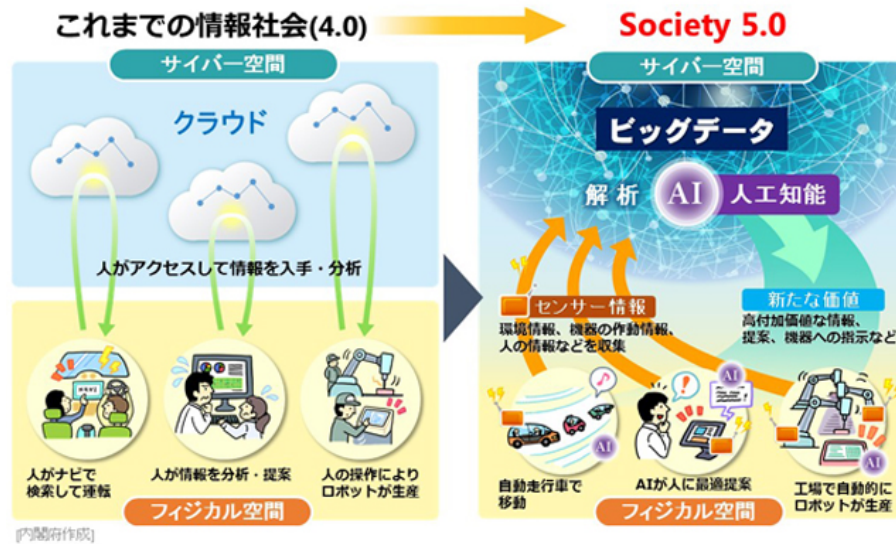 これまでの情報社会(4.0)
サイバー空間
クラウド
人がアクセスして情報を入手・分析
人がナビで
検索して運転
人が情報を分析・提案
人の操作により
ロボットが生産
フィジカル空間
[内閣府作成]
Society 5.0
サイバー空間
ビッグデータ
解析 AI 人工知能
センサー情報
環境情報、機器の作動情報、
人の情報などを収集
新たな価値
高付加価値な情報、
提案、機器への指示など
AI
AI
自動走行車で
移動
AIが人に最適提案
工場で自動的に
ロボットが生産
フィジカル空間